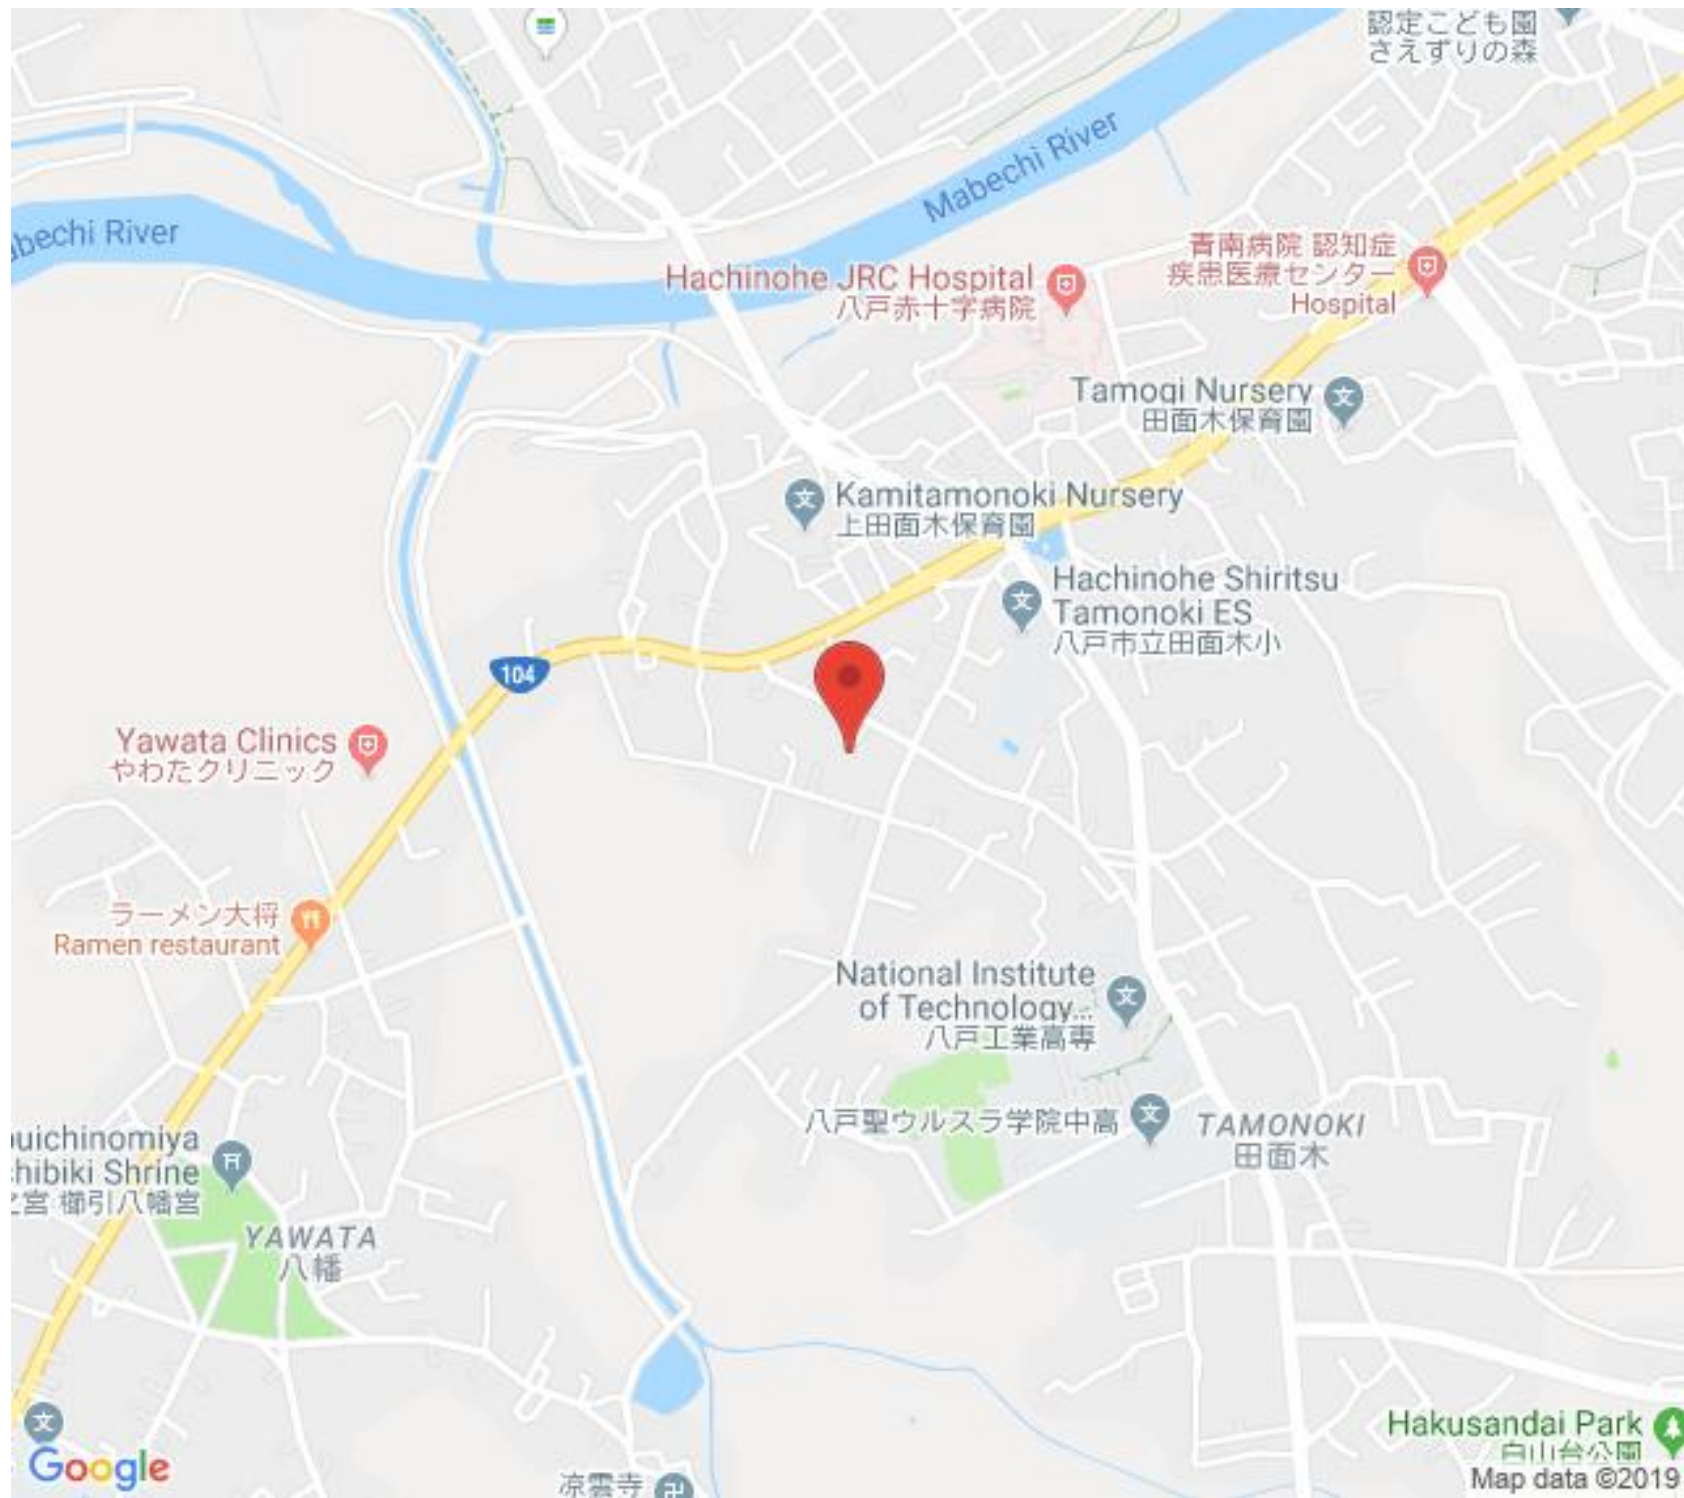 認定こども園
さえずりの森
Mabechi River
abechi River
青南病院 認知症
疾患医療センター
Hospital
Hachinohe JRC Hospital
八戸赤十字病院
Tamogi Nursery
田面木保育園
Kamitamonoki Nursery
上田面木保育園
Hachinohe Shiritsu
Tamonoki ES
八戸市立田面木小
104
Yawata Clinics
やわたクリニック
ラーメン大将
Ramen restaurant
National Institute
of Technology...
八戸工業高専
八戸聖ウルスラ学院中高
TAMONOKI
田面木
ouichinomiya
hibiki Shrine
之宮 櫛引八幡宮
YAWATA
八幡
Hakusandai Park
白山台公園
Google
涼雲寺
Map data ©2019